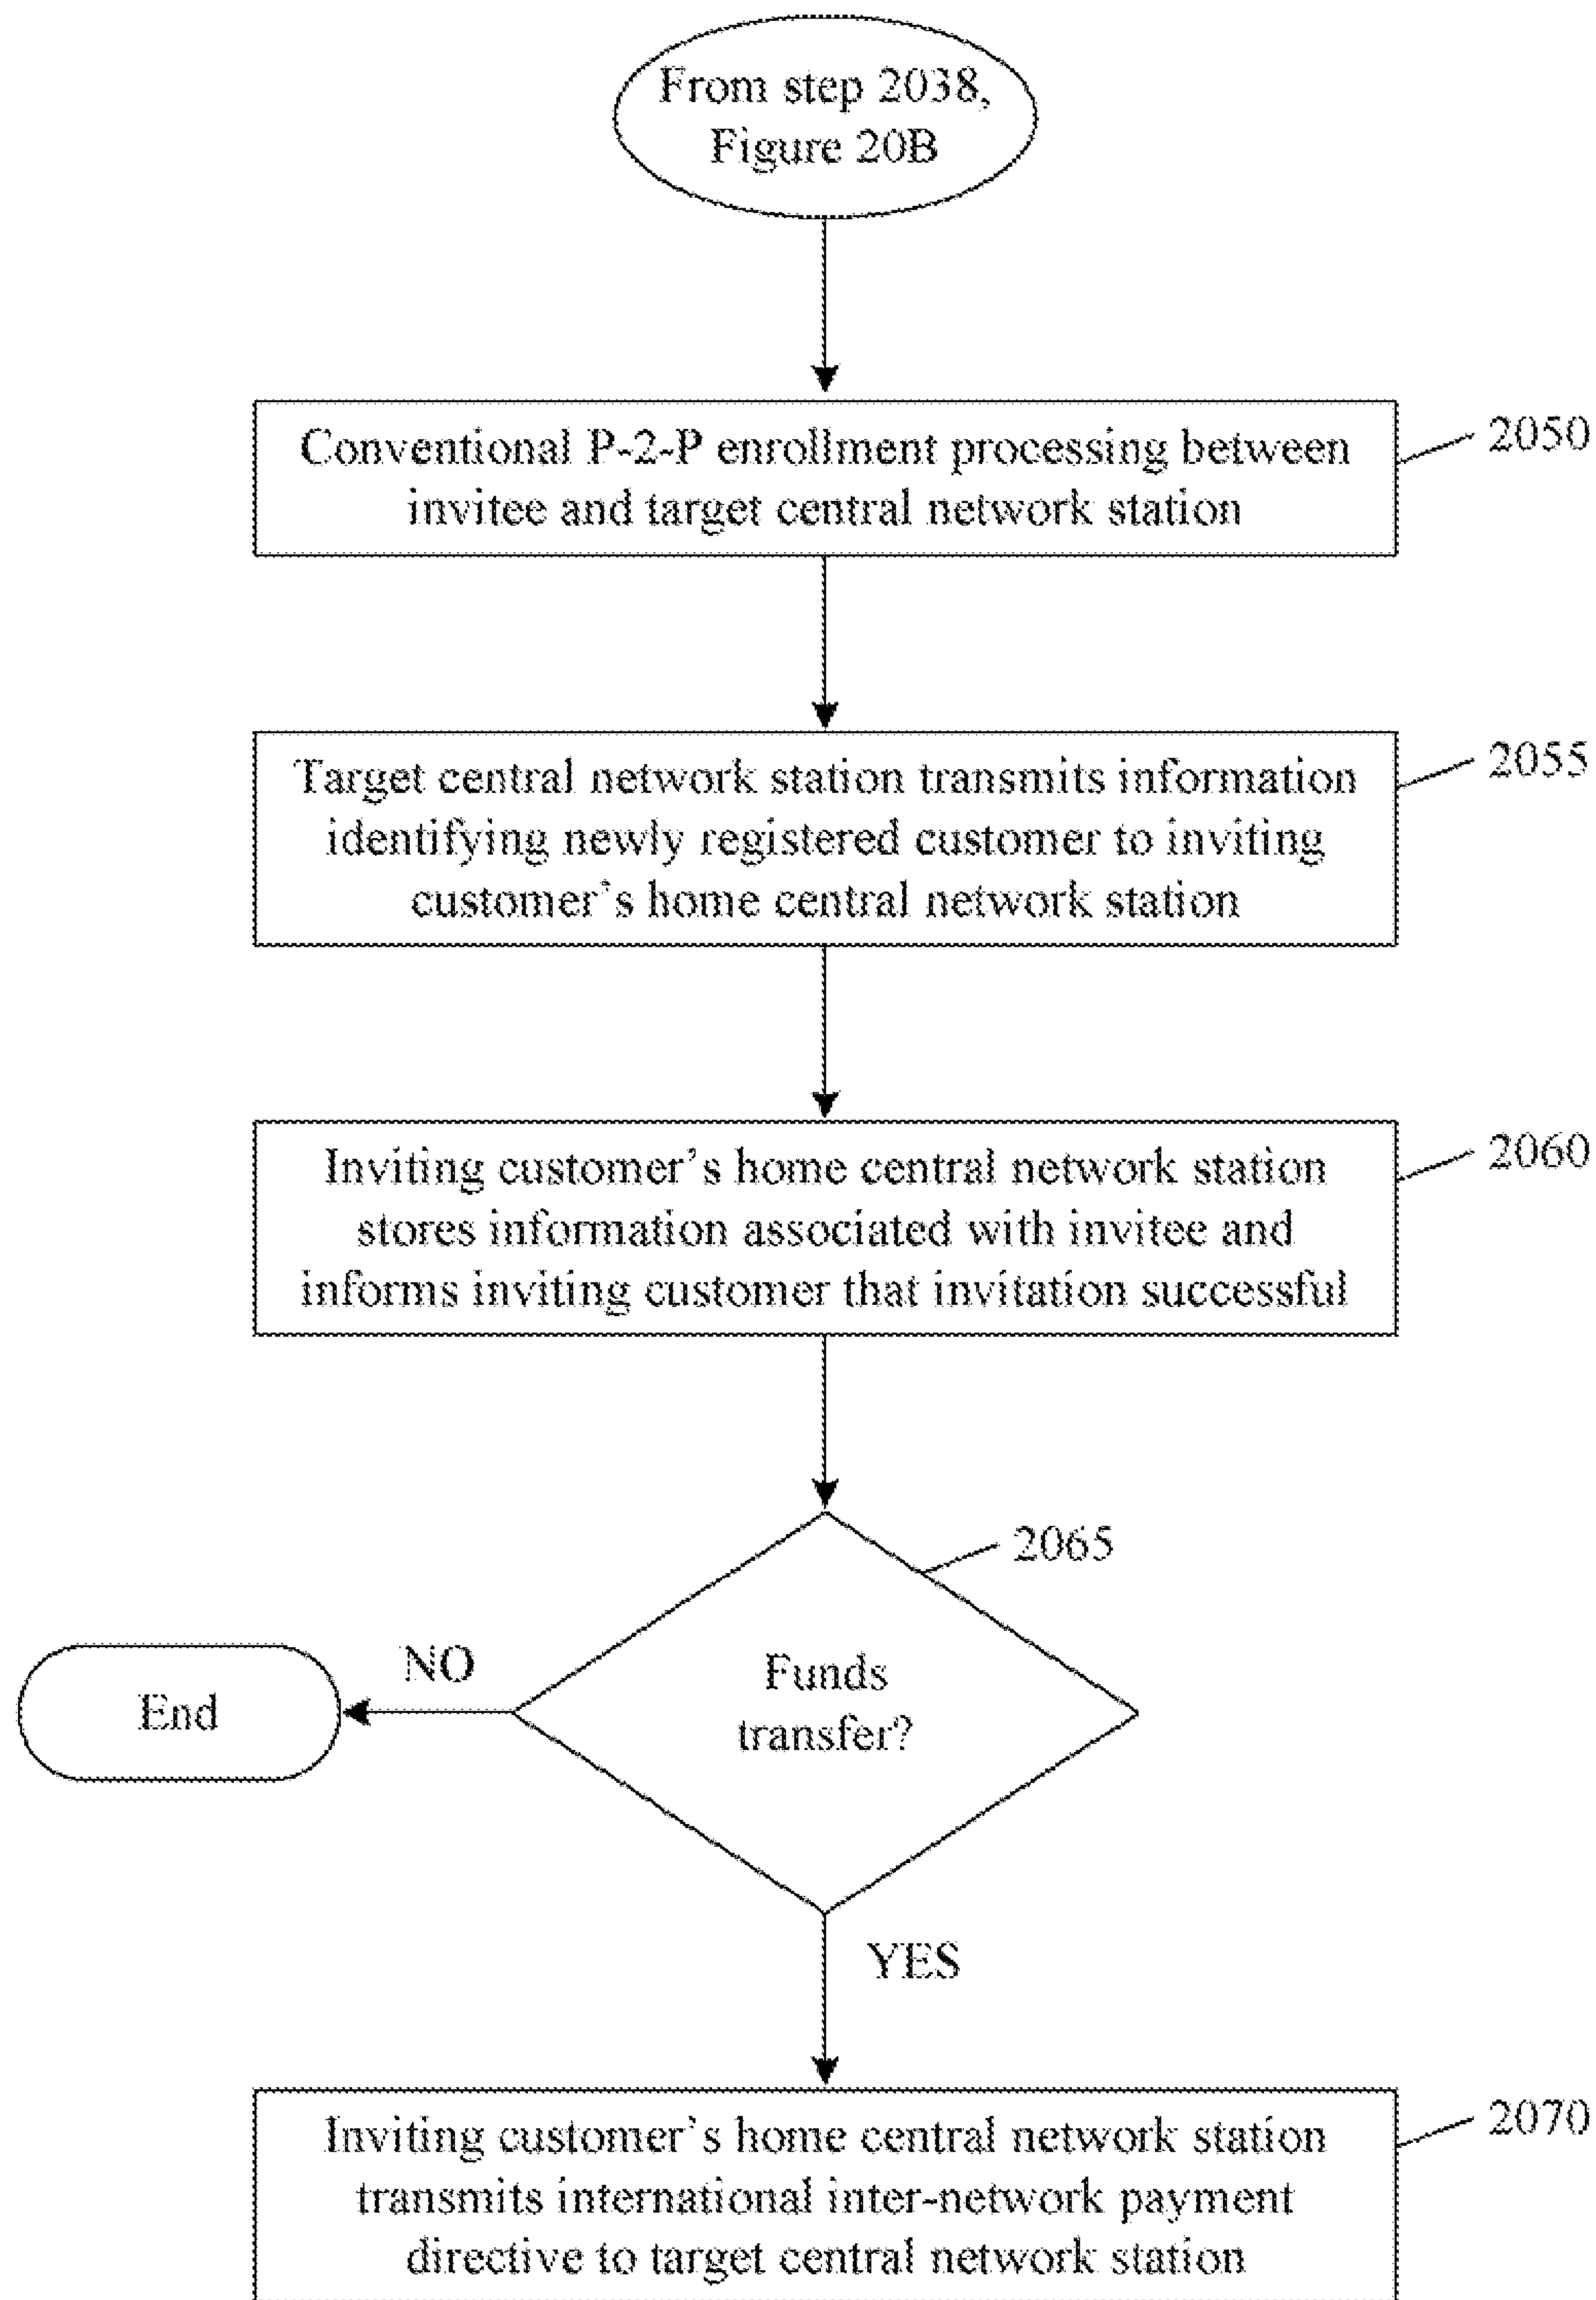 From step 2038,
Figure 20B
Conventional P-2-P enrollment processing between
invitee and target central network station
2050
Target central network station transmits information
identifying newly registered customer to inviting
customer's home central network station
2055
Inviting customer's home central network station
stores information associated with invitee and
informs inviting customer that invitation successful
2060
2065
Funds
transfer?
NO
End
YES
Inviting customer's home central network station
transmits international inter-network payment
directive to target central network station
2070